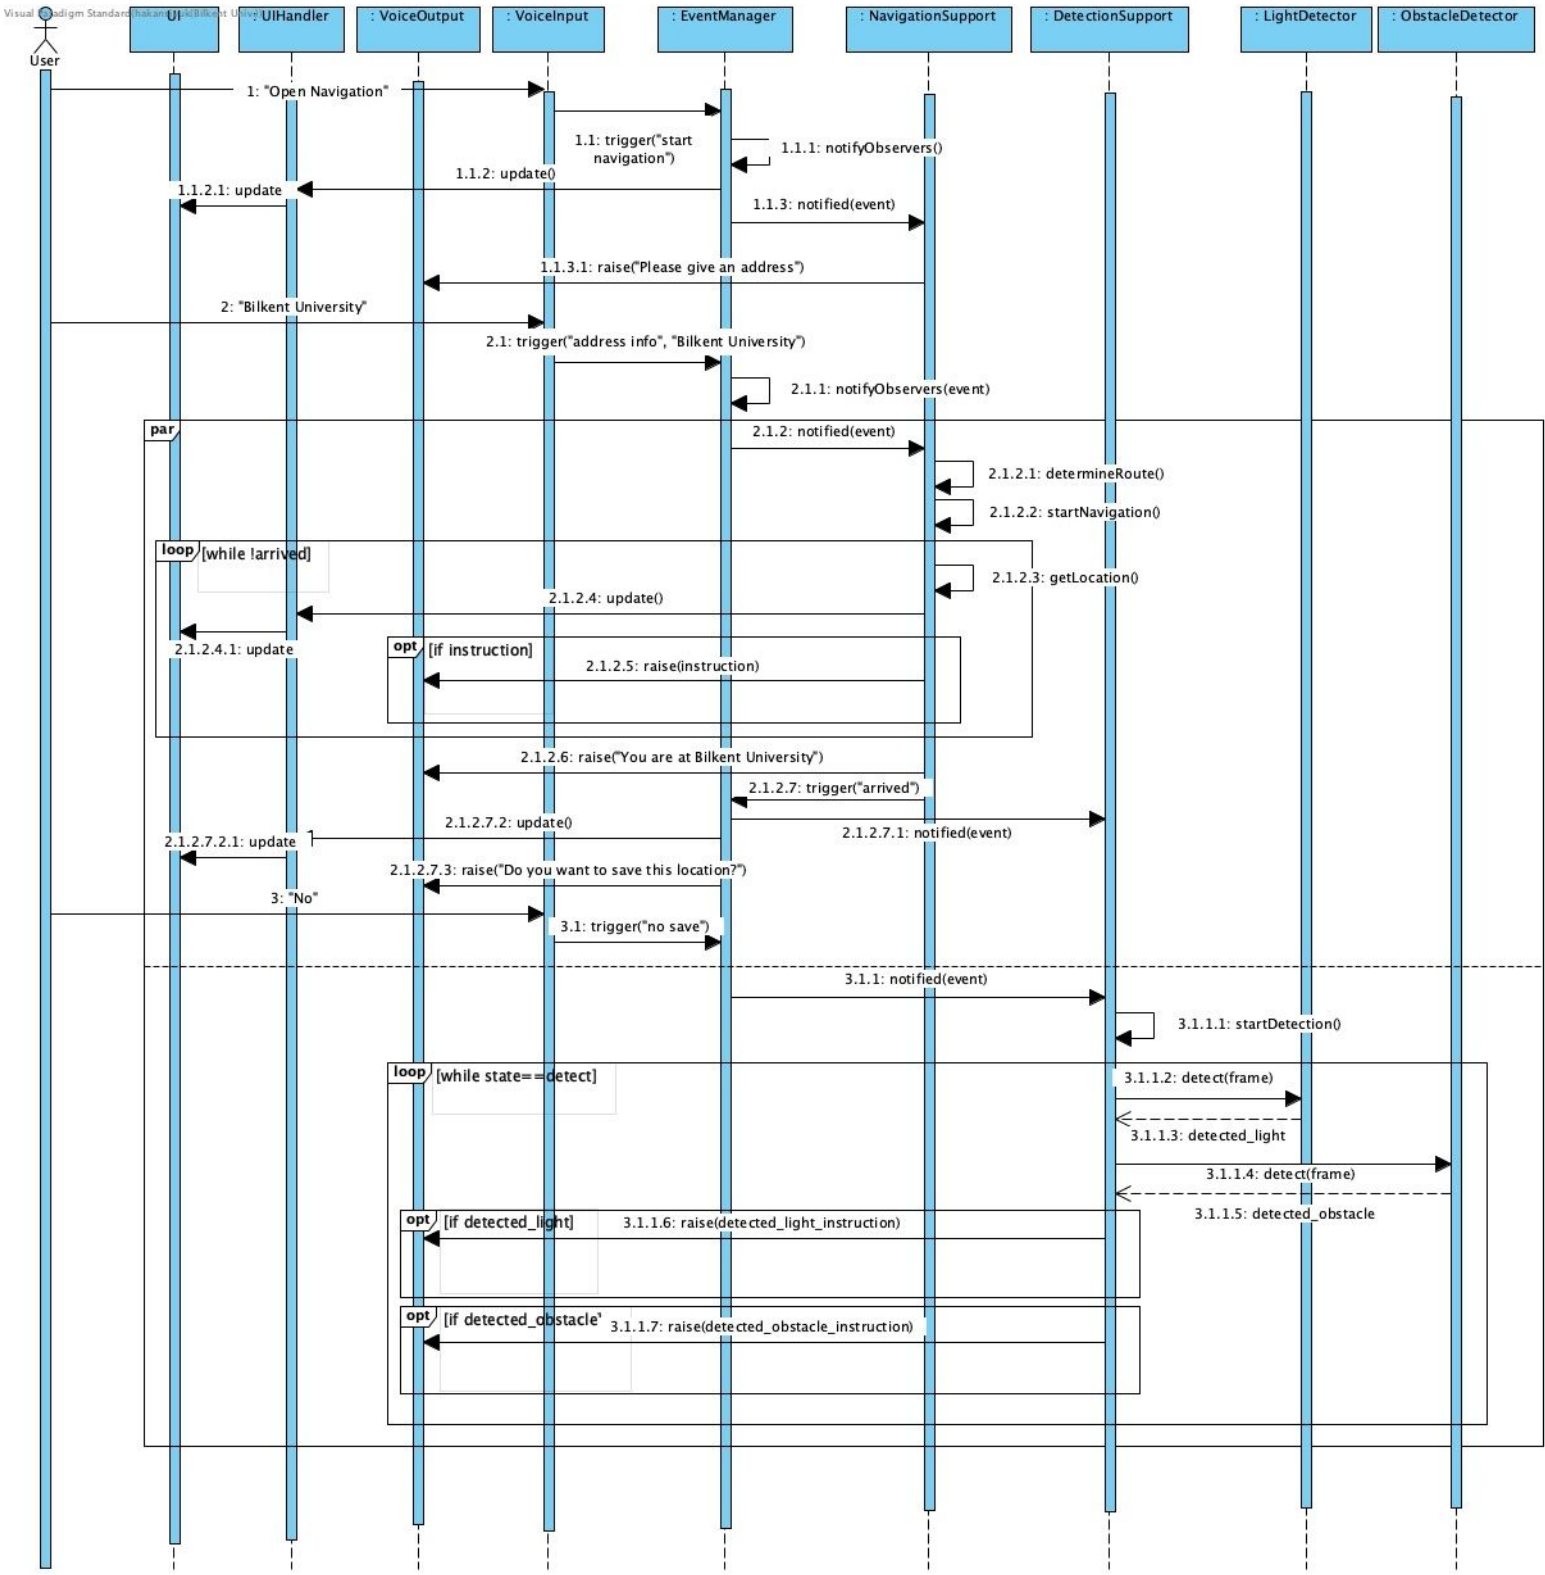 Visual Paradigm Standard(hakan
(Bilkent Univ
: UI
: UIHandler
: VoiceOutput
: VoiceInput
: EventManager
: NavigationSupport
: DetectionSupport
: LightDetector
: ObstacleDetector
User
1: "Open Navigation"
1.1: trigger("start
navigation")
1.1.1: notifyObservers()
1.1.2: update()
1.1.2.1: update
1.1.3: notified(event)
1.1.3.1: raise("Please give an address")
2: "Bilkent University"
2.1: trigger("address info", "Bilkent University")
2.1.1: notifyObservers(event)
par
2.1.2: notified(event)
2.1.2.1: determineRoute()
2.1.2.2: startNavigation()
loop
[while !arrived]
2.1.2.3: getLocation()
2.1.2.4: update()
2.1.2.4.1: update
opt
[if instruction]
2.1.2.5: raise(instruction)
2.1.2.6: raise("You are at Bilkent University")
2.1.2.7: trigger("arrived")
2.1.2.7.2: update()
2.1.2.7.1: notified(event)
2.1.2.7.2.1: update
2.1.2.7.3: raise("Do you want to save this location?")
3: "No"
3.1: trigger("no save")
3.1.1: notified(event)
3.1.1.1: startDetection()
loop
[while state==detect]
3.1.1.2: detect(frame)
3.1.1.3: detected_light
3.1.1.4: detect(frame)
3.1.1.5: detected_obstacle
opt
[if detected_light]
3.1.1.6: raise(detected_light_instruction)
opt
[if detected_obstacle
3.1.1.7: raise(detected_obstacle_instruction)